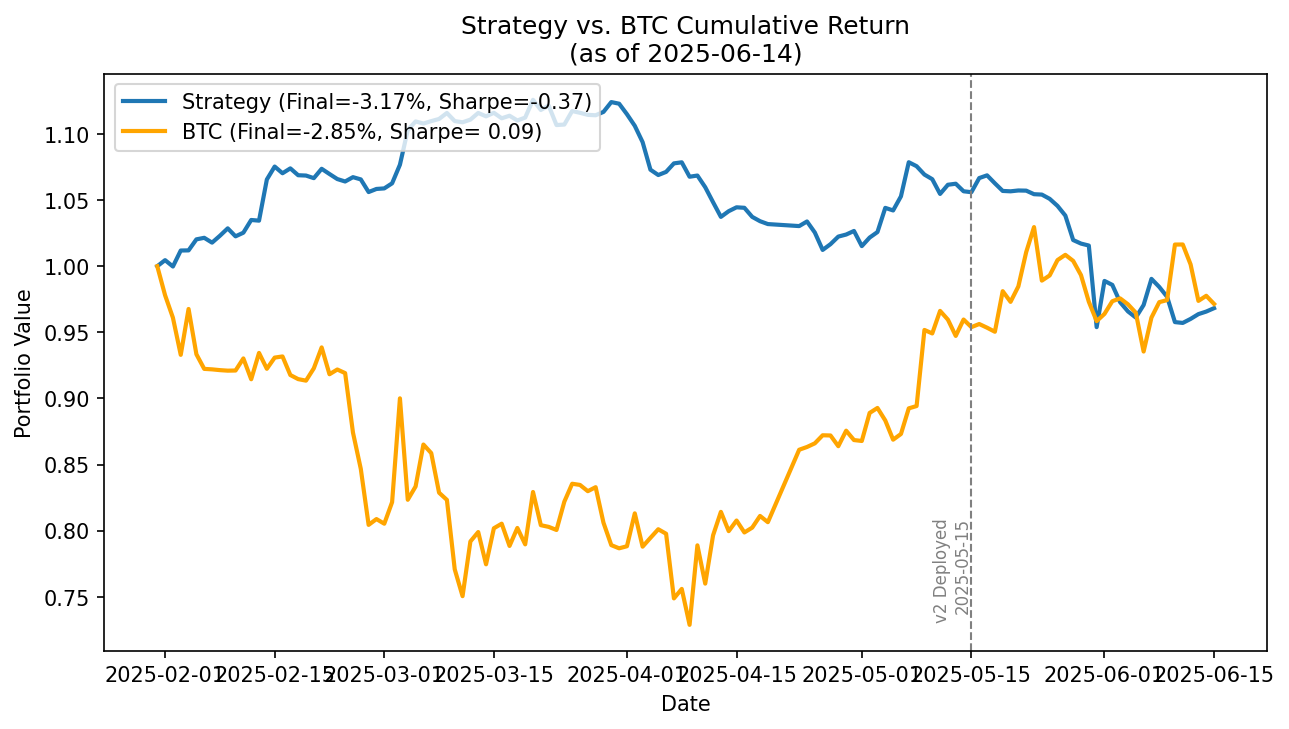 Strategy vs. BTC Cumulative Return
(as of 2025-06-14)
Strategy (Final=-3.17%, Sharpe=-0.37)
BTC (Final=-2.85%, Sharpe= 0.09)
Portfolio Value
1.10
1.05
1.00
0.95
0.90
0.85
0.80
0.75
v2 Deployed
2025-05-15
2025-02-01 2025-02-15 2025-03-01 2025-03-15 2025-04-01 2025-04-15 2025-05-01 2025-05-15 2025-06-01 2025-06-15
Date